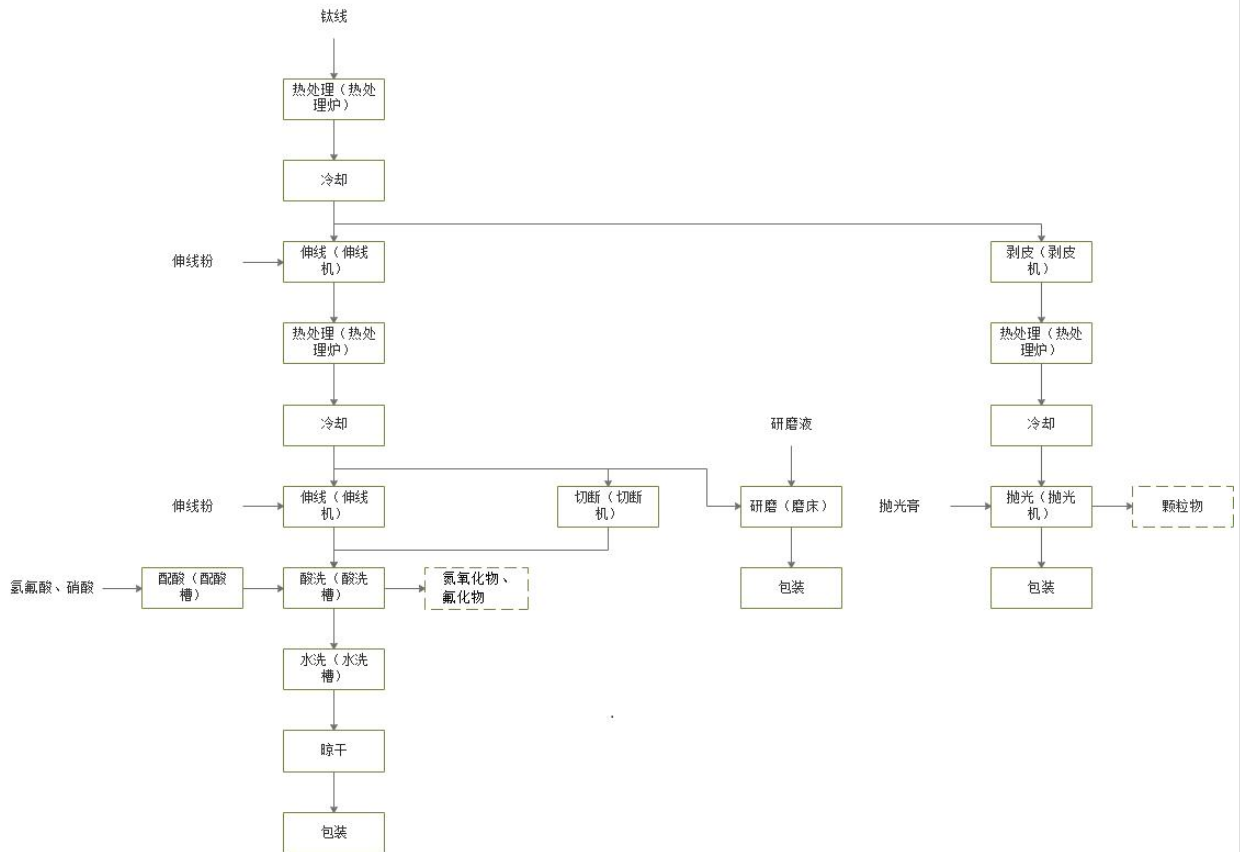 钛线
热处理（热处
理炉）
冷却
伸线粉
伸线（伸线
机）
剥皮（剥皮
机）
热处理（热处
理炉）
热处理（热处
理炉）
冷却
研磨液
冷却
伸线粉
伸线（伸线
机）
切断（切断
机）
研磨（磨床）
抛光膏
抛光（抛光
机）
颗粒物
氢氟酸、硝酸
配酸（配酸
槽）
酸洗（酸洗
槽）
氮氧化物、
氟化物
包装
包装
水洗（水洗
槽）
晾干
包装